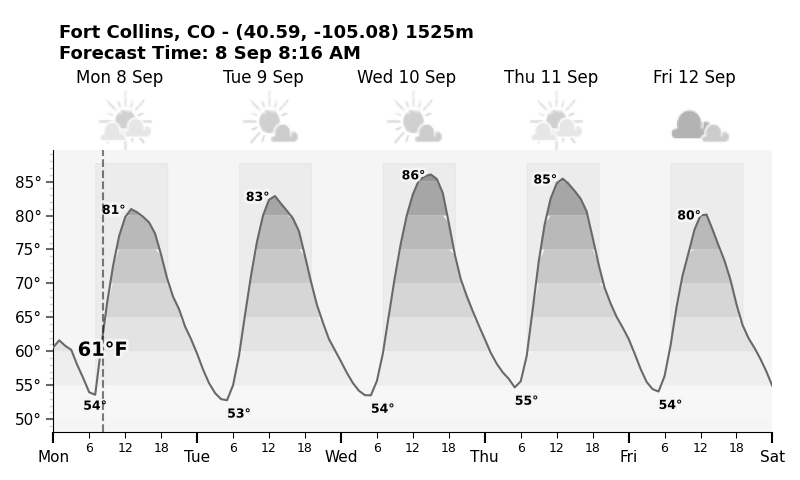 Fort Collins, CO - (40.59, -105.08) 1525m
Forecast Time: 8 Sep 8:16 AM
Mon 8 Sep Tue 9 Sep Wed 10 Sep Thu 11 Sep Fri 12 Sep
85°
80°
75°
70°
65°
60°
55°
50°
81° 83° 86° 85° 80°
61°F
54° 53° 54° 55° 54°
6 12 18 6 12 18 6 12 18 6 12 18 6 12 18
Mon Tue Wed Thu Fri Sat